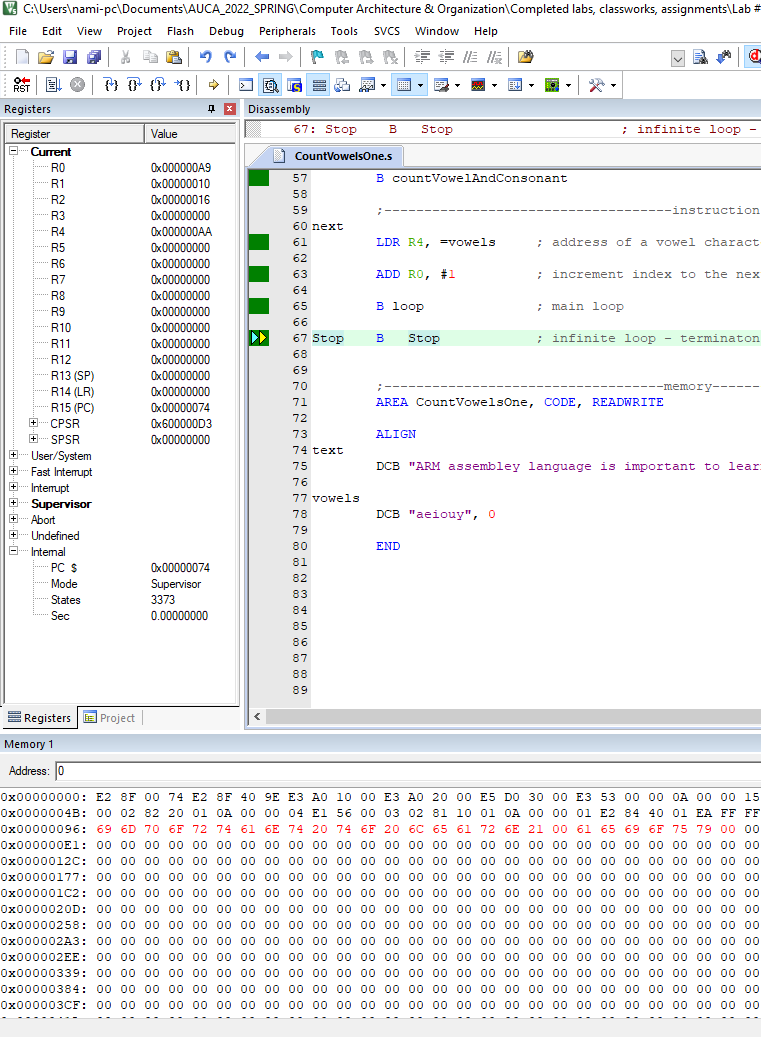 C:\Users\nami-pc\Documents\AUCA_2022_SPRING\Computer Architecture & Organization\Completed labs, classworks, assignments\Lab #
File Edit View Project Flash Debug Peripherals Tools SVCS Window Help
RST
Registers
Disassembly
67: Stop B Stop ; infinite loop -
Register Value
Current
R0 0x000000A9
R1 0x00000010
R2 0x00000016
R3 0x00000000
R4 0x000000AA
R5 0x00000000
R6 0x00000000
R7 0x00000000
R8 0x00000000
R9 0x00000000
R10 0x00000000
R11 0x00000000
R12 0x00000000
R13 (SP) 0x00000000
R14 (LR) 0x00000000
R15 (PC) 0x00000074
CPSR 0x600000D3
SPSR 0x00000000
User/System
Fast Interrupt
Interrupt
Supervisor
Abort
Undefined
Internal
PC $ 0x00000074
Mode Supervisor
States 3373
Sec 0.00000000
Registers Project
CountVowelsOne.s
57 B countVowelAndConsonant
58
59 ;------------------------------------instruction
60 next
61 LDR R4, =vowels ; address of a vowel charact
62
63 ADD R0, #1 ; increment index to the nex
64
65 B loop ; main loop
66
67 Stop B Stop ; infinite loop - terminaton
68
69
70 ;-----------------------------------memory------
71 AREA CountVowelsOne, CODE, READWRITE
72
73 ALIGN
74 text
75 DCB "ARM assembley language is important to lear
76
77 vowels
78 DCB "aeiouy", 0
79
80 END
81
82
83
84
85
86
87
88
89
Memory 1
Address: 0
0x00000000: E2 8F 00 74 E2 8F 40 9E E3 A0 10 00 E3 A0 20 00 E5 D0 30 00 E3 53 00 00 0A 00 00 15
0x0000004B: 00 02 82 20 01 0A 00 00 04 E1 56 00 03 02 81 10 01 0A 00 00 01 E2 84 40 01 EA FF FF
0x00000096: 69 6D 70 6F 72 74 61 6E 74 20 74 6F 20 6C 65 61 72 6E 21 00 61 65 69 6F 75 79 00 00
0x000000E1: 00 00 00 00 00 00 00 00 00 00 00 00 00 00 00 00 00 00 00 00 00 00 00 00 00 00 00 00
0x0000012C: 00 00 00 00 00 00 00 00 00 00 00 00 00 00 00 00 00 00 00 00 00 00 00 00 00 00 00 00
0x00000177: 00 00 00 00 00 00 00 00 00 00 00 00 00 00 00 00 00 00 00 00 00 00 00 00 00 00 00 00
0x000001C2: 00 00 00 00 00 00 00 00 00 00 00 00 00 00 00 00 00 00 00 00 00 00 00 00 00 00 00 00
0x0000020D: 00 00 00 00 00 00 00 00 00 00 00 00 00 00 00 00 00 00 00 00 00 00 00 00 00 00 00 00
0x00000258: 00 00 00 00 00 00 00 00 00 00 00 00 00 00 00 00 00 00 00 00 00 00 00 00 00 00 00 00
0x000002A3: 00 00 00 00 00 00 00 00 00 00 00 00 00 00 00 00 00 00 00 00 00 00 00 00 00 00 00 00
0x000002EE: 00 00 00 00 00 00 00 00 00 00 00 00 00 00 00 00 00 00 00 00 00 00 00 00 00 00 00 00
0x00000339: 00 00 00 00 00 00 00 00 00 00 00 00 00 00 00 00 00 00 00 00 00 00 00 00 00 00 00 00
0x00000384: 00 00 00 00 00 00 00 00 00 00 00 00 00 00 00 00 00 00 00 00 00 00 00 00 00 00 00 00
0x000003CF: 00 00 00 00 00 00 00 00 00 00 00 00 00 00 00 00 00 00 00 00 00 00 00 00 00 00 00 00